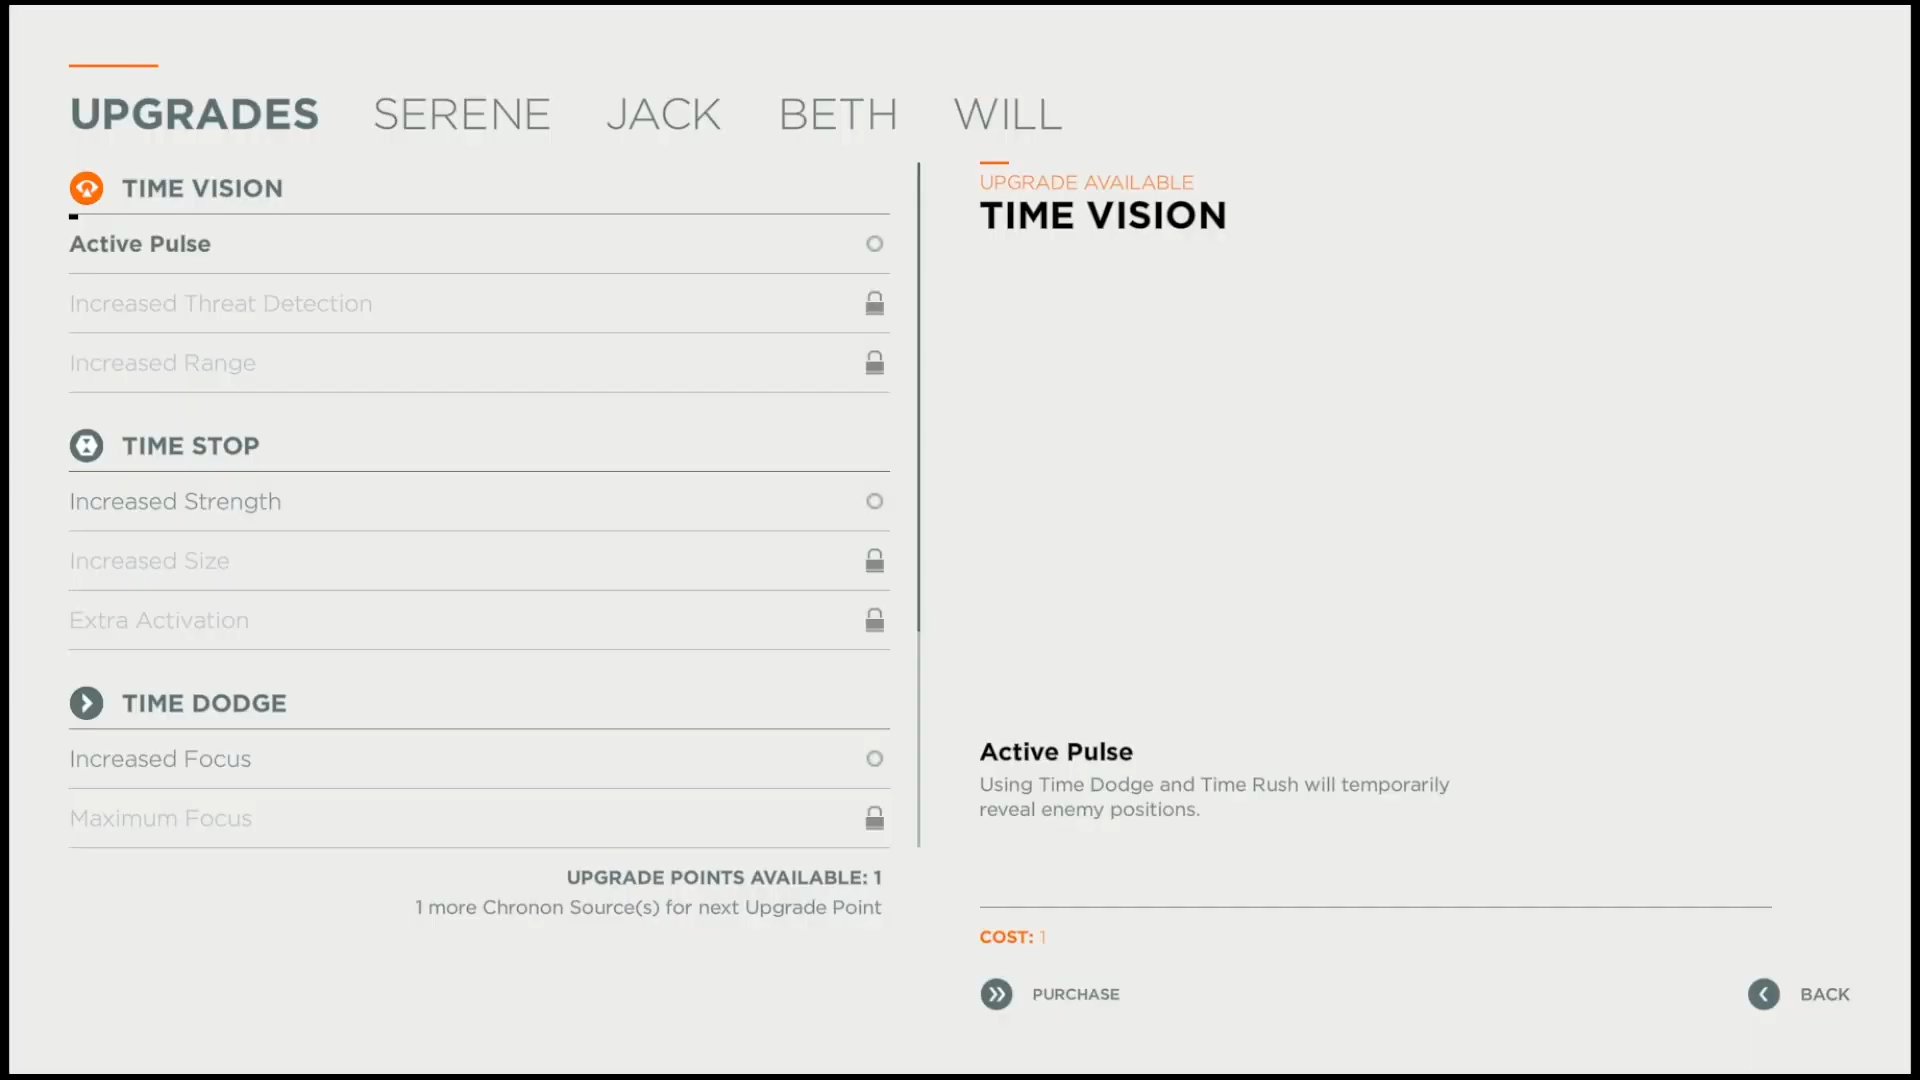 UPGRADES SERENE JACK BETH WILL
TIME VISION
Active Pulse
Increased Threat Detection
Increased Range
TIME STOP
Increased Strength
Increased Size
Extra Activation
TIME DODGE
Increased Focus
Maximum Focus
UPGRADE POINTS AVAILABLE: 1
1 more Chronon Source(s) for next Upgrade Point
UPGRADE AVAILABLE
TIME VISION
Active Pulse
Using Time Dodge and Time Rush will temporarily
reveal enemy positions.
COST: 1
PURCHASE
BACK